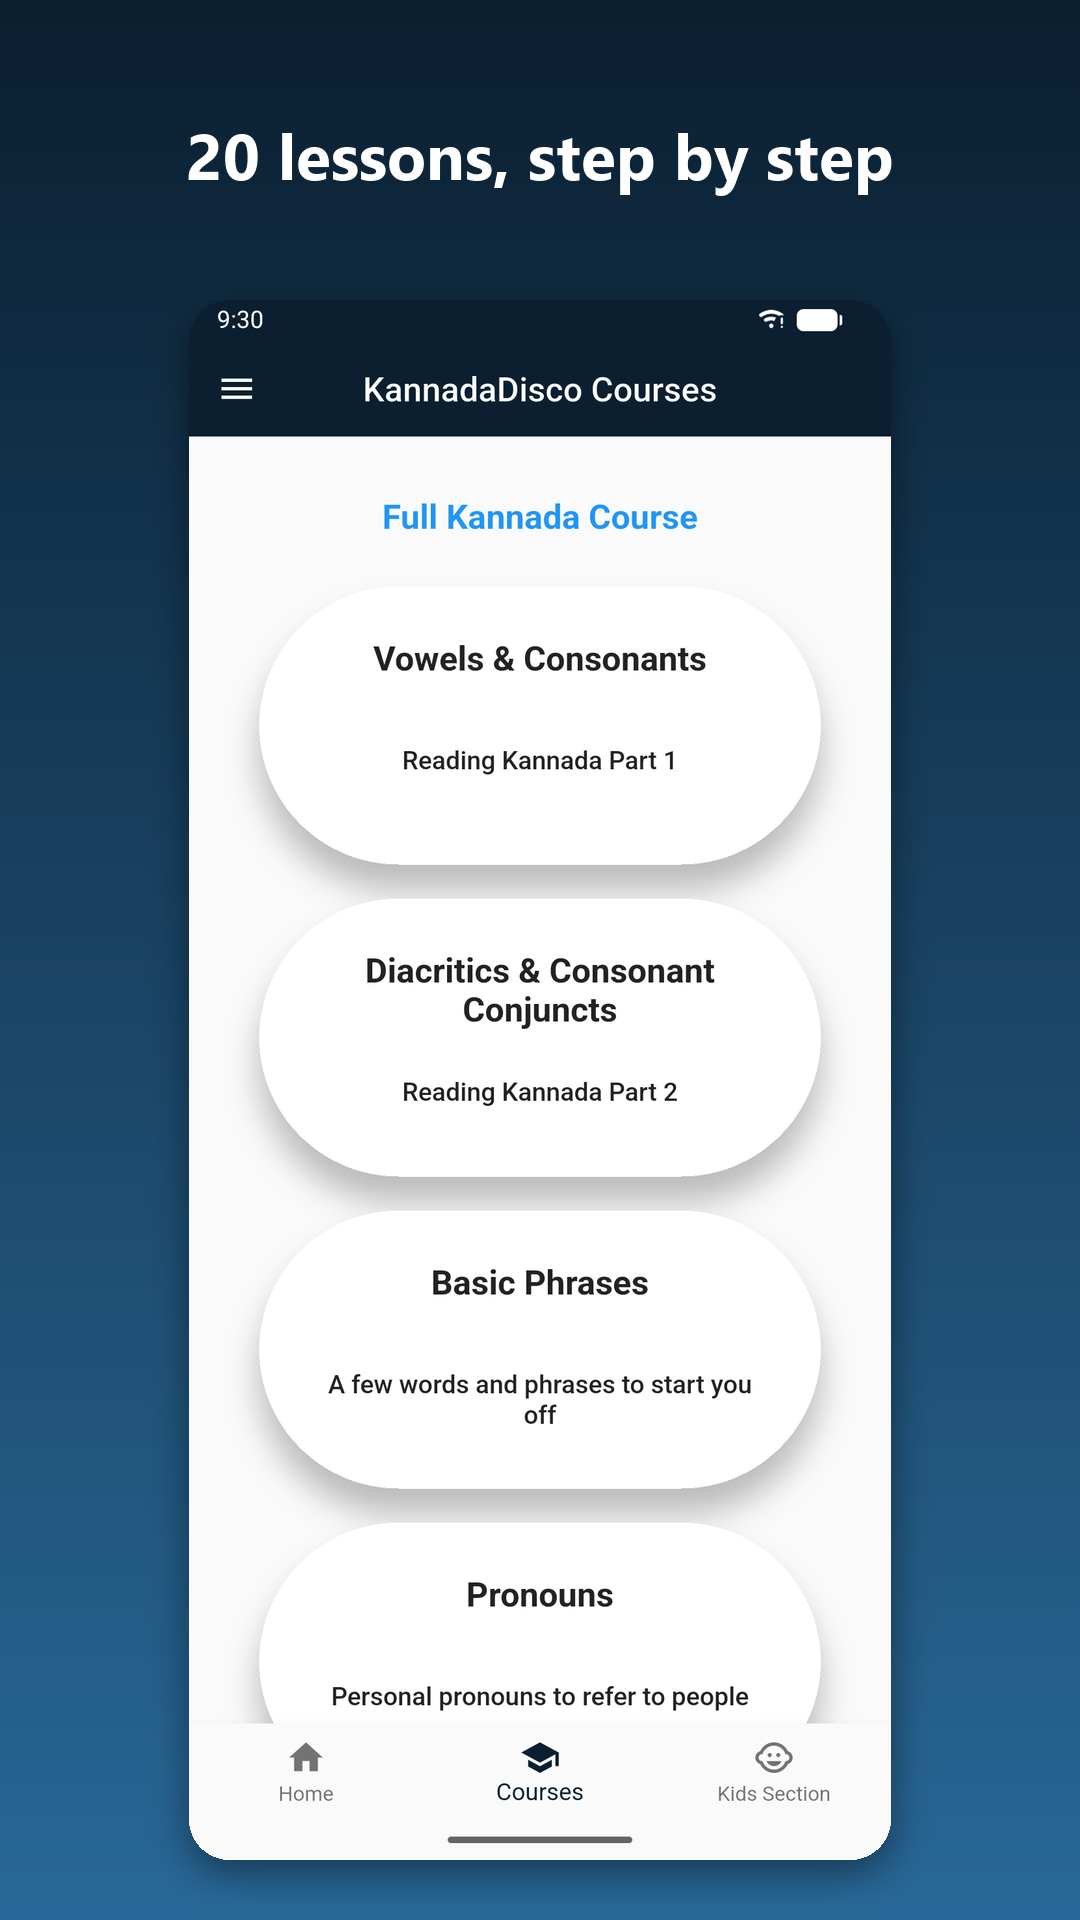 20 lessons, step by step
9:30
KannadaDisco Courses
Full Kannada Course
Vowels & Consonants
Reading Kannada Part 1
Diacritics & Consonant
Conjuncts
Reading Kannada Part 2
Basic Phrases
A few words and phrases to start you
off
Pronouns
Personal pronouns to refer to people
Home
Courses
Kids Section